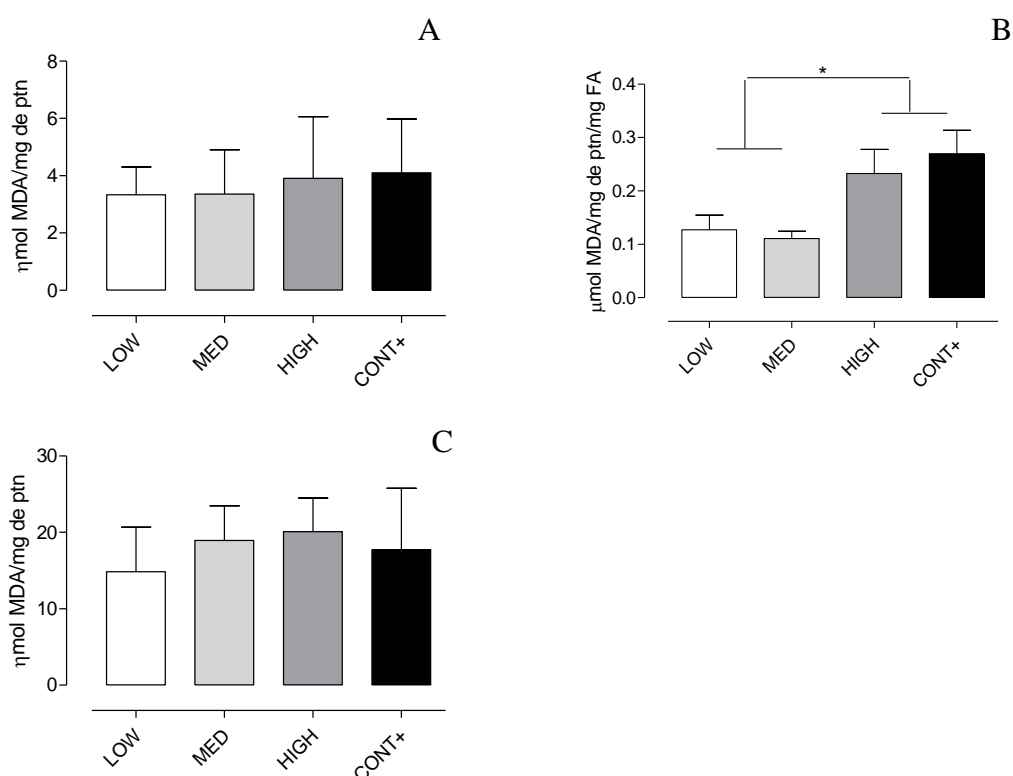 A
ηmol MDA/mg de ptn
8
6
4
2
0
LOW
MED
HIGH
CONT+
B
μmol MDA/mg de ptn/mg FA
0.4
0.3
0.2
0.1
0.0
*
LOW
MED
HIGH
CONT+
C
ηmol MDA/mg de ptn
30
20
10
0
LOW
MED
HIGH
CONT+